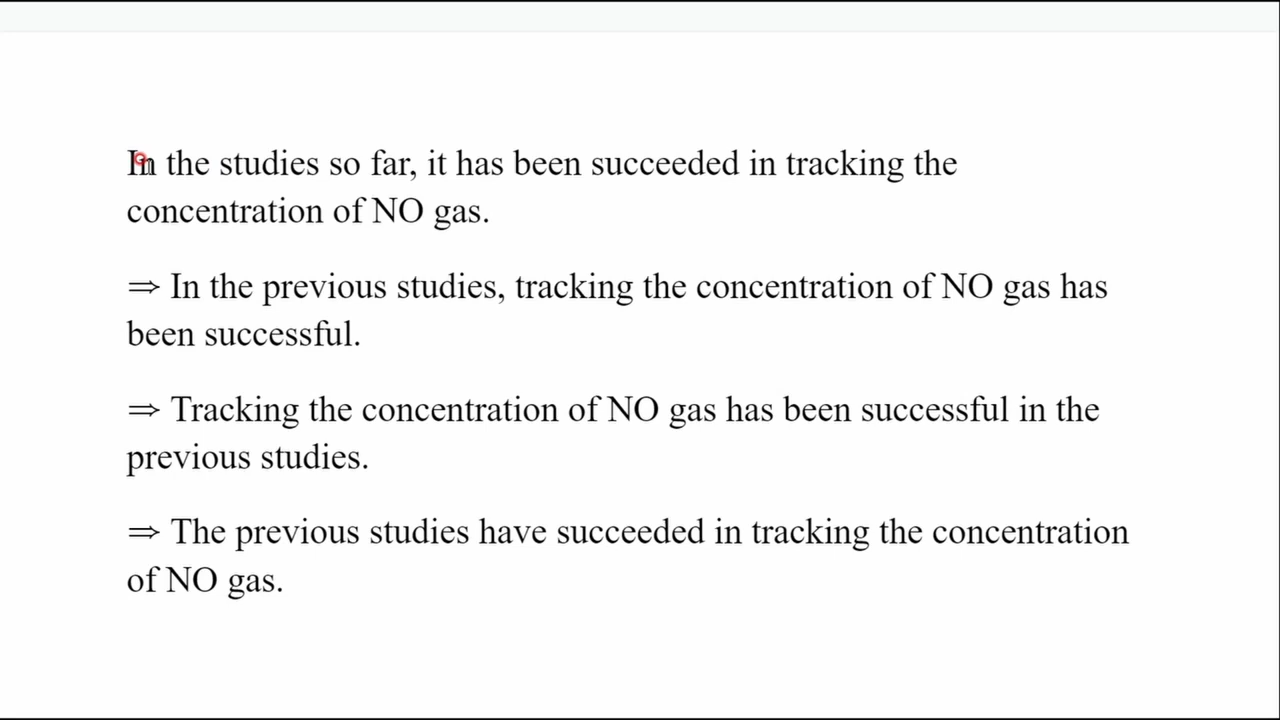 In the studies so far, it has been succeeded in tracking the
concentration of NO gas.
⇒ In the previous studies, tracking the concentration of NO gas has
been successful.
⇒ Tracking the concentration of NO gas has been successful in the
previous studies.
⇒ The previous studies have succeeded in tracking the concentration
of NO gas.